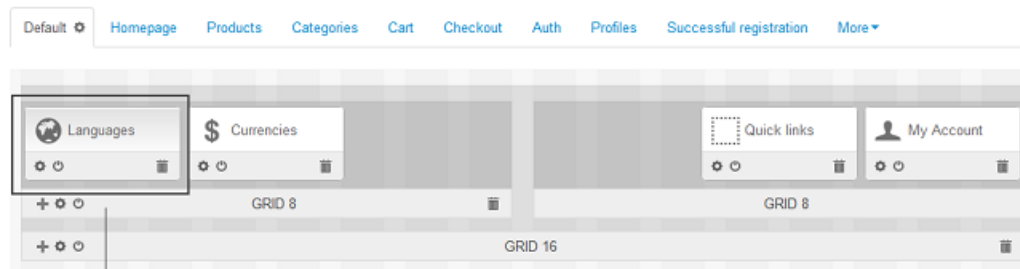 Default Homepage Products Categories Cart Checkout Auth Profiles Successful registration More
Languages Currencies Quick links My Account
GRID 8 GRID 8
GRID 16